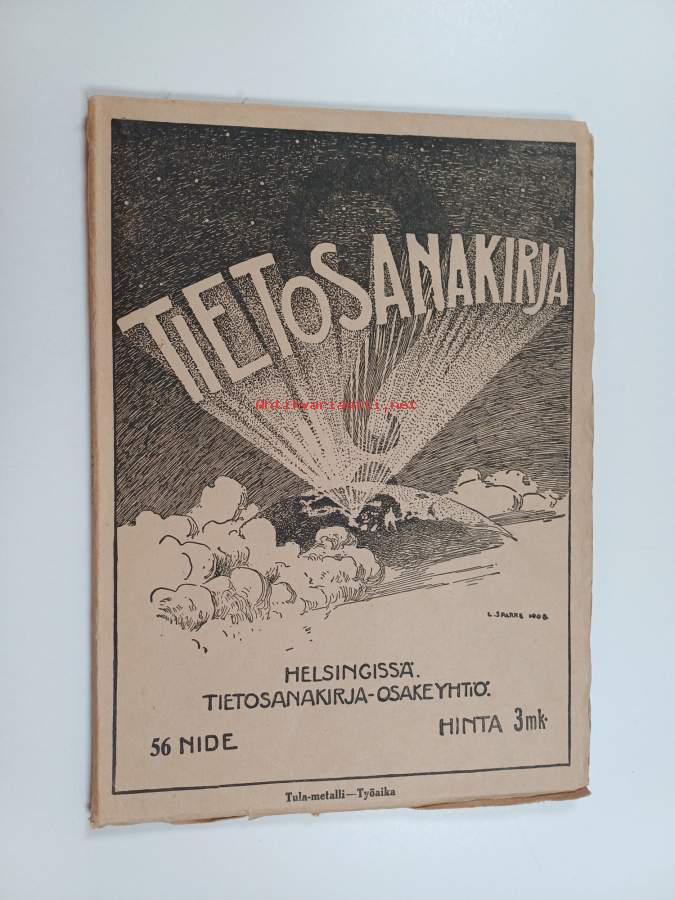 TIETOSANAKIRJA
Antikvariaatti.net
L. SPARRE 1908.
HELSINGISSÄ.
TIETOSANAKIRJA-OSAKEYHTIÖ.
56 NIDE
HINTA 3mk.
Tula-metalli—Työaika